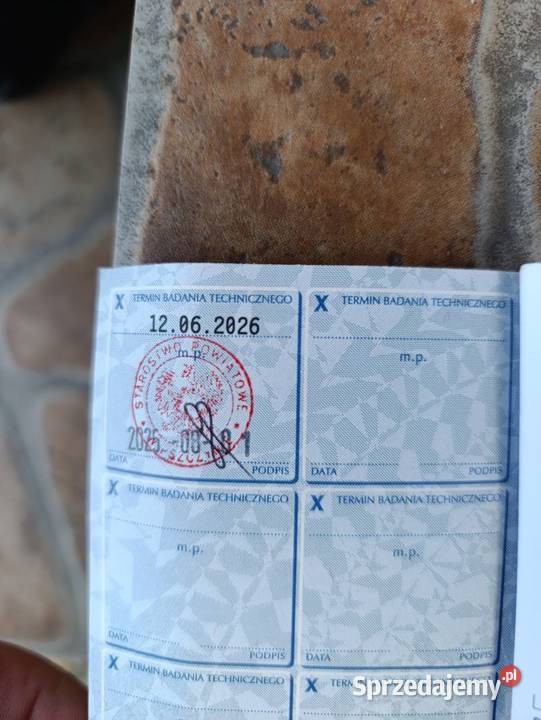 X TERMIN BADANIA TECHNICZNEGO
12.06.2026
m.p.
STAROSTWO POWIATOWE
DATA PODPIS
X TERMIN BADANIA TECHNICZNEGO
m.p.
DATA PODPIS
X TERMIN BADANIA TECHNICZNEGO
m.p.
DATA PODPIS
X TERMIN BADANIA TECHNICZNEGO
m.p.
DATA PODPIS
X TERMIN BADANIA TECHNICZNEGO
X TERMIN BADANIA TECHNICZNEGO
Sprzedajemy.pl